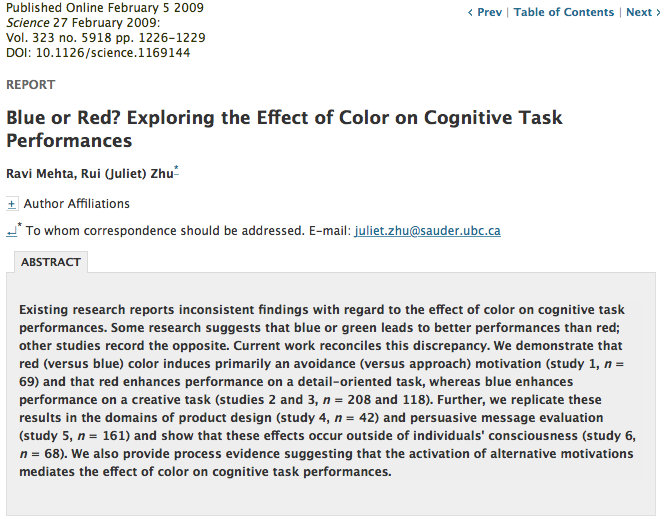 Published Online February 5 2009
< Prev | Table of Contents | Next >
Science 27 February 2009:
Vol. 323 no. 5918 pp. 1226-1229
DOI: 10.1126/science.1169144
REPORT
Blue or Red? Exploring the Effect of Color on Cognitive Task
Performances
Ravi Mehta, Rui (Juliet) Zhu*
+ Author Affiliations
↵* To whom correspondence should be addressed. E-mail: juliet.zhu@sauder.ubc.ca
ABSTRACT
Existing research reports inconsistent findings with regard to the effect of color on cognitive task
performances. Some research suggests that blue or green leads to better performances than red;
other studies record the opposite. Current work reconciles this discrepancy. We demonstrate that
red (versus blue) color induces primarily an avoidance (versus approach) motivation (study 1, n =
69) and that red enhances performance on a detail-oriented task, whereas blue enhances
performance on a creative task (studies 2 and 3, n = 208 and 118). Further, we replicate these
results in the domains of product design (study 4, n = 42) and persuasive message evaluation
(study 5, n = 161) and show that these effects occur outside of individuals' consciousness (study 6,
n = 68). We also provide process evidence suggesting that the activation of alternative motivations
mediates the effect of color on cognitive task performances.